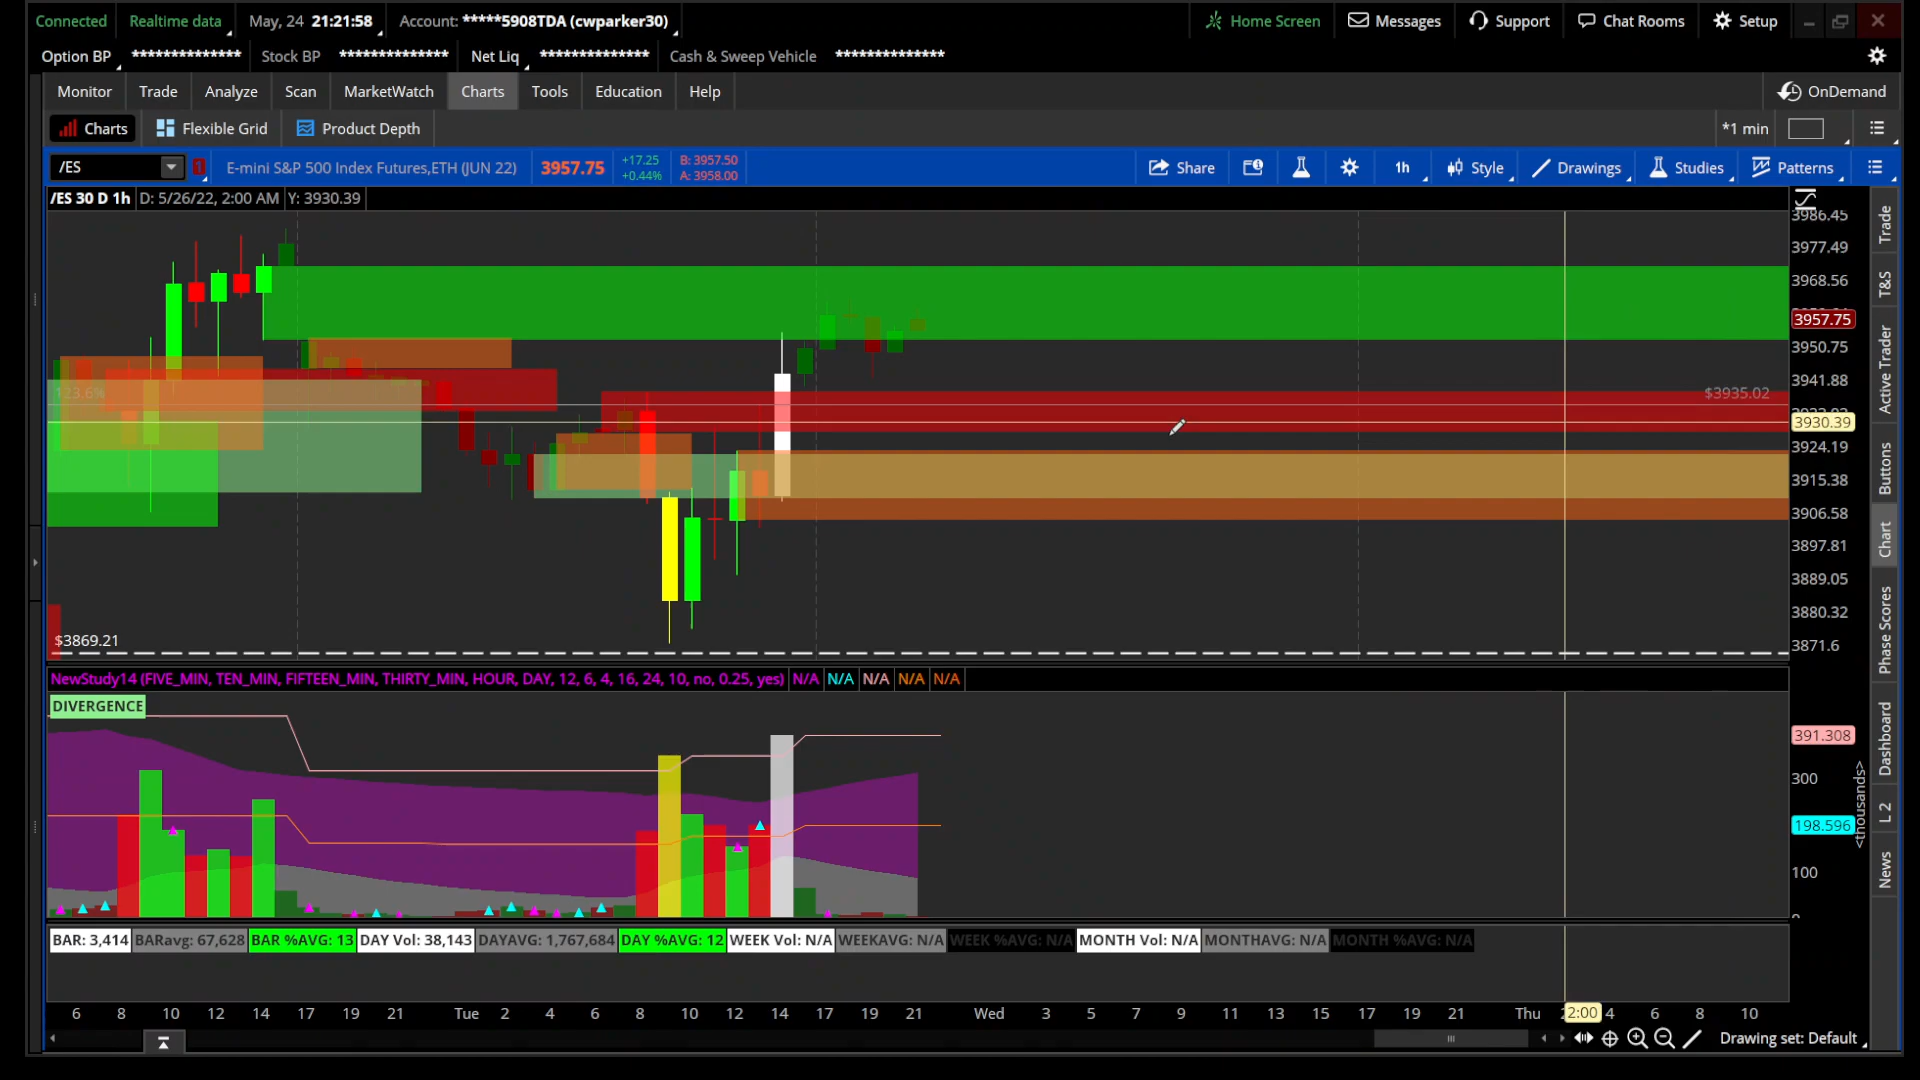 Connected Realtime data May, 24 21:21:58 Account: *****5908TDA (cwparker30) Home Screen Messages Support Chat Rooms Setup
Option BP ************** Stock BP ************** Net Liq ************** Cash & Sweep Vehicle **************
Monitor Trade Analyze Scan MarketWatch Charts Tools Education Help OnDemand
Charts Flexible Grid Product Depth *1 min
/ES 1 E-mini S&P 500 Index Futures,ETH (JUN 22) 3957.75 +17.25 +0.44% B: 3957.50 A: 3958.00 Share 1h Style Drawings Studies Patterns
/ES 30 D 1h D: 5/26/22, 2:00 AM Y: 3930.39
3986.45
3977.49
3968.56
3957.75
3950.75
3941.88
123.6% $3935.02
3930.39
3924.19
3915.38
3906.58
3897.81
3889.05
3880.32
$3869.21 3871.6
NewStudy14 (FIVE_MIN, TEN_MIN, FIFTEEN_MIN, THIRTY_MIN, HOUR, DAY, 12, 6, 4, 16, 24, 10, no, 0.25, yes) N/A N/A N/A N/A N/A
DIVERGENCE
391.308
300
198.596
100
<thousands>
BAR: 3,414 BARavg: 67,628 BAR %AVG: 13 DAY Vol: 38,143 DAYAVG: 1,767,684 DAY %AVG: 12 WEEK Vol: N/A WEEKAVG: N/A WEEK %AVG: N/A MONTH Vol: N/A MONTHAVG: N/A MONTH %AVG: N/A
6 8 10 12 14 17 19 21 Tue 2 4 6 8 10 12 14 17 19 21 Wed 3 5 7 9 11 13 15 17 19 21 Thu 2:00 4 6 8 10
Drawing set: Default
Trade
T&S
Active Trader
Buttons
Chart
Phase Scores
Dashboard
L 2
News